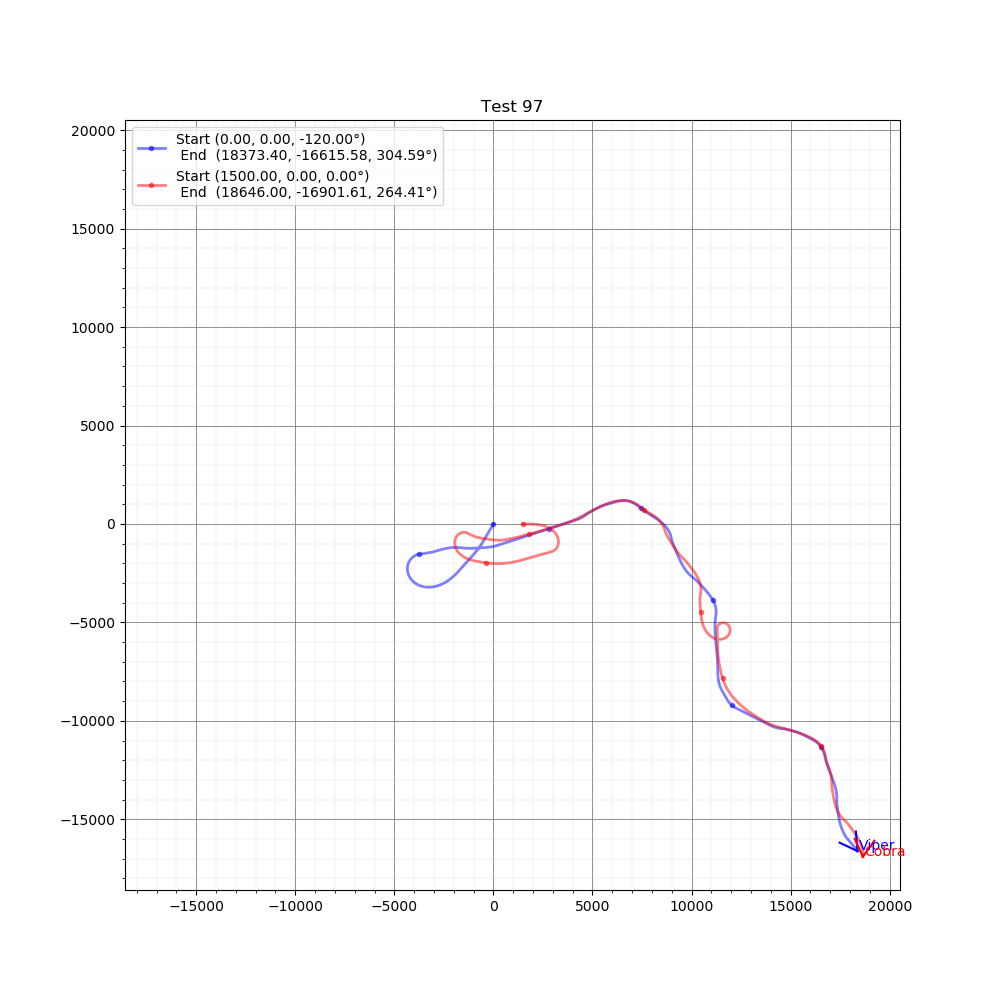 Test 97
Start (0.00, 0.00, -120.00°)
End (18373.40, -16615.58, 304.59°)
Start (1500.00, 0.00, 0.00°)
End (18646.00, -16901.61, 264.41°)
20000
15000
10000
5000
0
−5000
−10000
−15000
Viper
Cobra
−15000 −10000 −5000 0 5000 10000 15000 20000